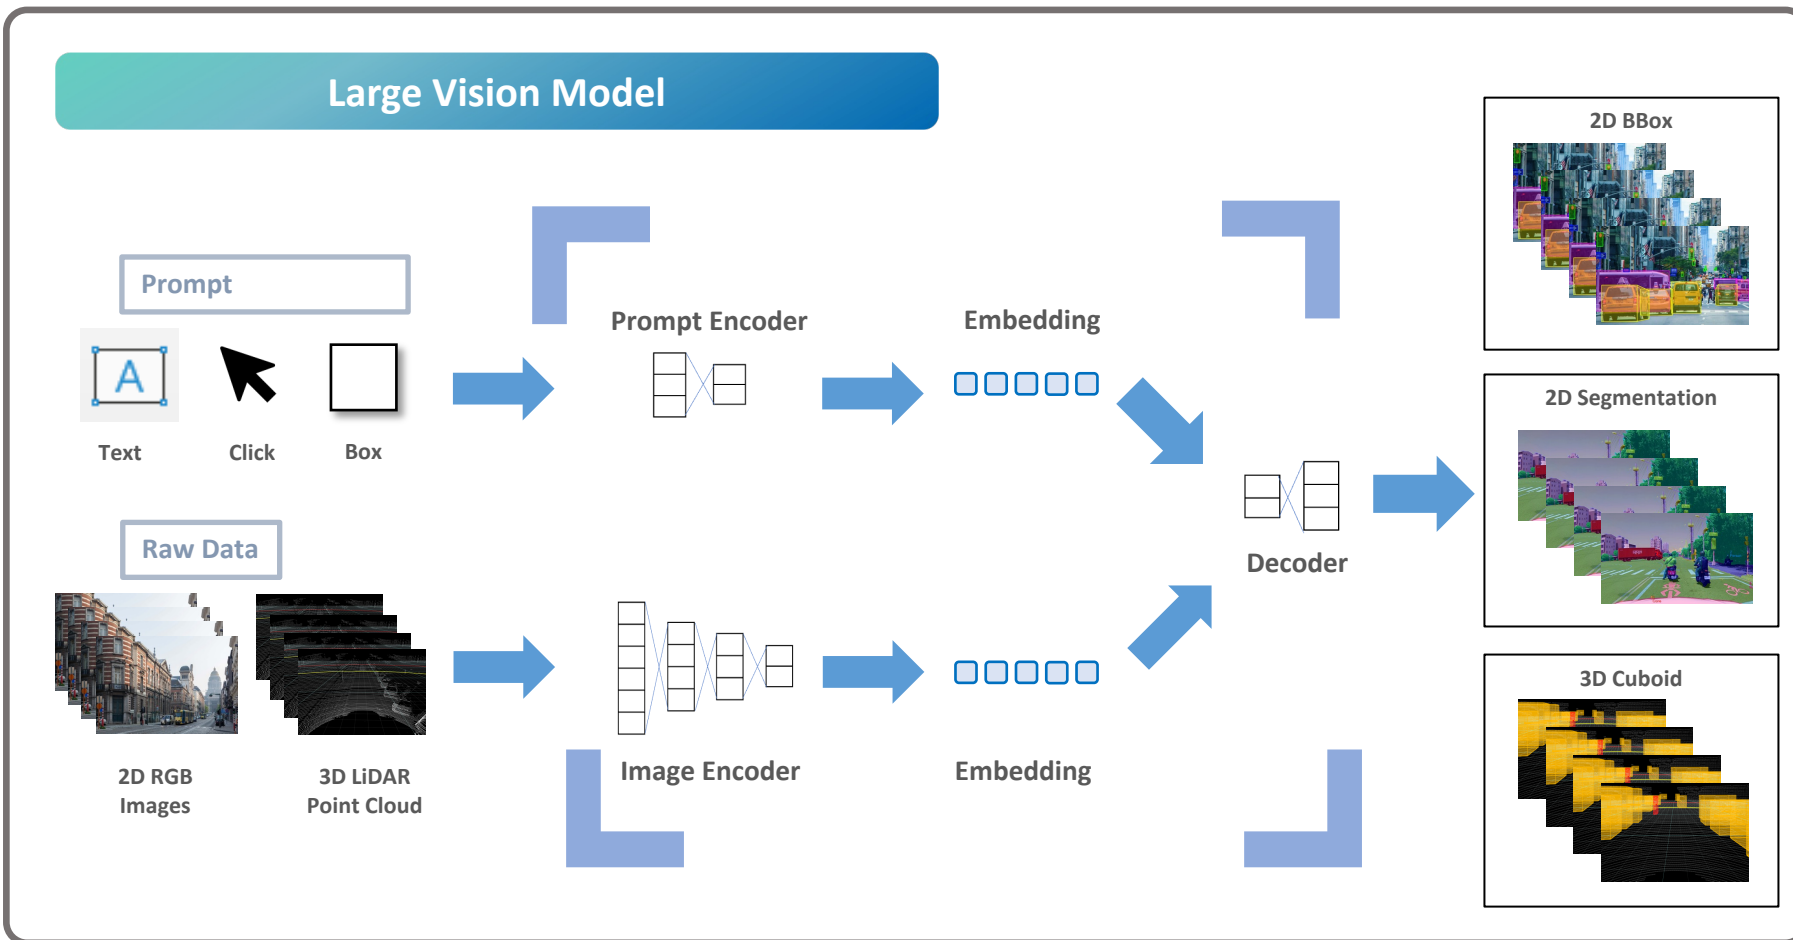 Large Vision Model
Prompt
A
Text
Click
Box
Raw Data
2D RGB
Images
3D LiDAR
Point Cloud
Prompt Encoder
Embedding
Image Encoder
Embedding
Decoder
2D BBox
2D Segmentation
3D Cuboid